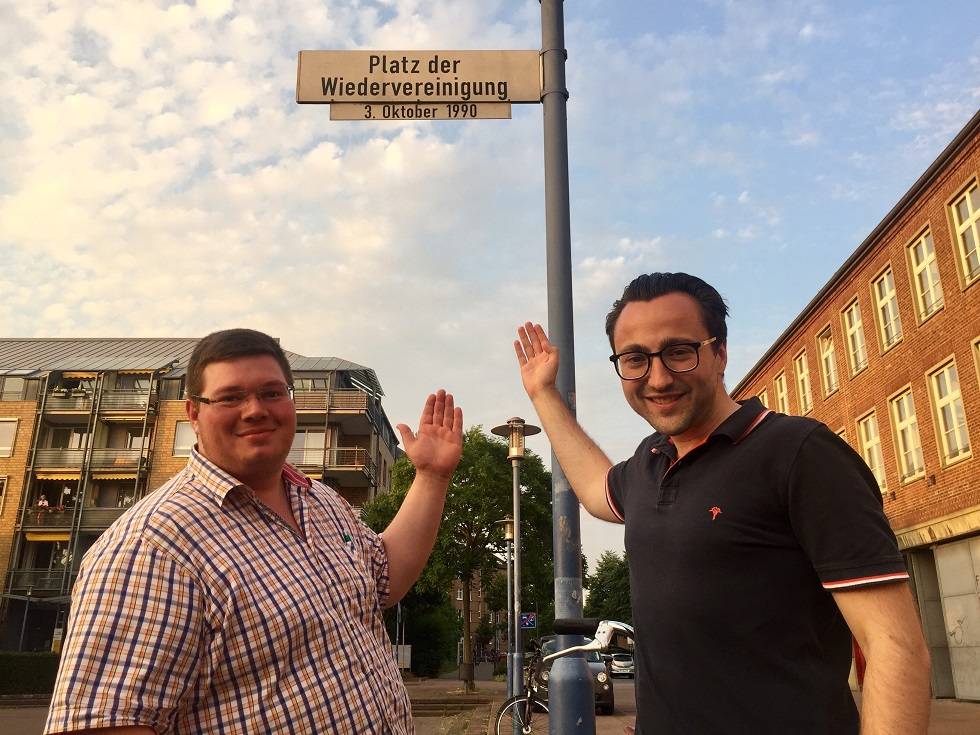 Platz der
Wiedervereinigung
3. Oktober 1990